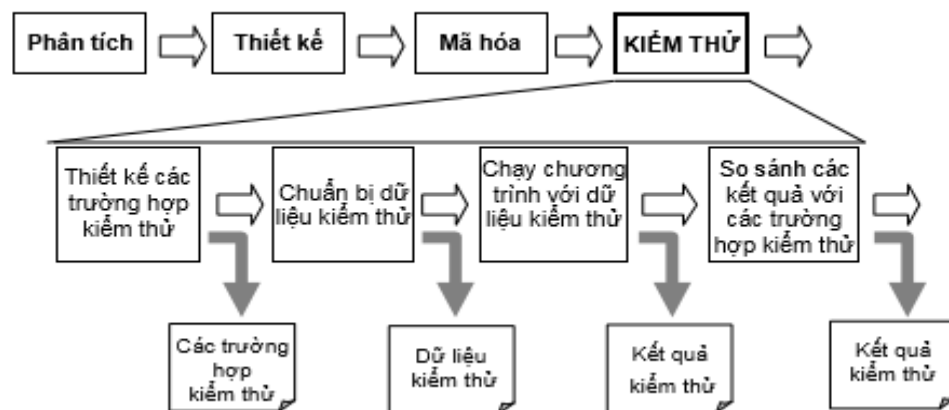 Phân tích
Thiết kế
Mã hóa
KIỂM THỬ
Thiết kế các
trường hợp
kiểm thử
Chuẩn bị dữ
liệu kiểm thử
Chạy chương
trình với dữ
liệu kiểm thử
So sánh các
kết quả với
các trường
hợp kiểm thử
Các trường
hợp
kiểm thử
Dữ liệu
kiểm thử
Kết quả
kiểm thử
Kết quả
kiểm thử